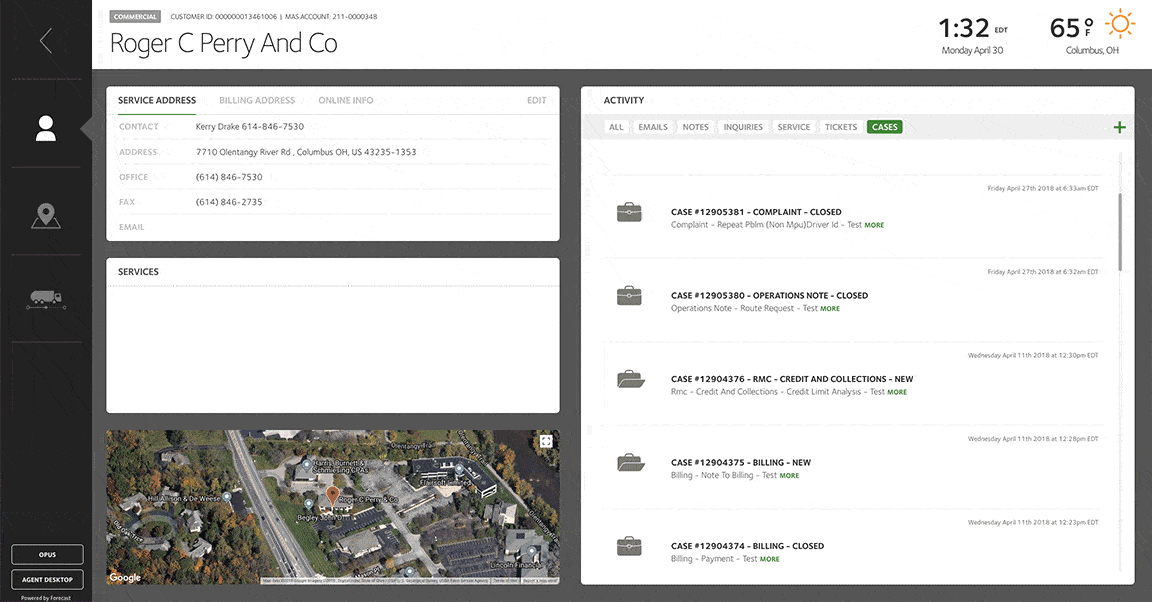 COMMERCIAL CUSTOMER ID: 000000013461006 | MAS ACCOUNT: 211-0000348
Roger C Perry And Co
1:32 EDT
Monday April 30
65° F
Columbus, OH
SERVICE ADDRESS BILLING ADDRESS ONLINE INFO EDIT
CONTACT Kerry Drake 614-846-7530
ADDRESS 7710 Olentangy River Rd , Columbus OH, US 43235-1353
OFFICE (614) 846-7530
FAX (614) 846-2735
EMAIL
SERVICES
Harris Burnett &
Schmiesing CPAs
Flairsoft Limited
Hill Allison & De Weese
Roger C Perry & Co
Lincoln Financial
Google
ACTIVITY
ALL EMAILS NOTES INQUIRIES SERVICE TICKETS CASES +
Friday April 27th 2018 at 6:33am EDT
CASE #12905381 - COMPLAINT - CLOSED
Complaint - Repeat Pblm (Non Mpu)Driver Id - Test MORE
Friday April 27th 2018 at 6:32am EDT
CASE #12905380 - OPERATIONS NOTE - CLOSED
Operations Note - Route Request - Test MORE
Wednesday April 11th 2018 at 12:30pm EDT
CASE #12904376 - RMC - CREDIT AND COLLECTIONS - NEW
Rmc - Credit And Collections - Credit Limit Analysis - Test MORE
Wednesday April 11th 2018 at 12:28pm EDT
CASE #12904375 - BILLING - NEW
Billing - Note To Billing - Test MORE
Wednesday April 11th 2018 at 12:23pm EDT
CASE #12904374 - BILLING - CLOSED
Billing - Payment - Test MORE
OPUS
AGENT DESKTOP
Powered by Forecast